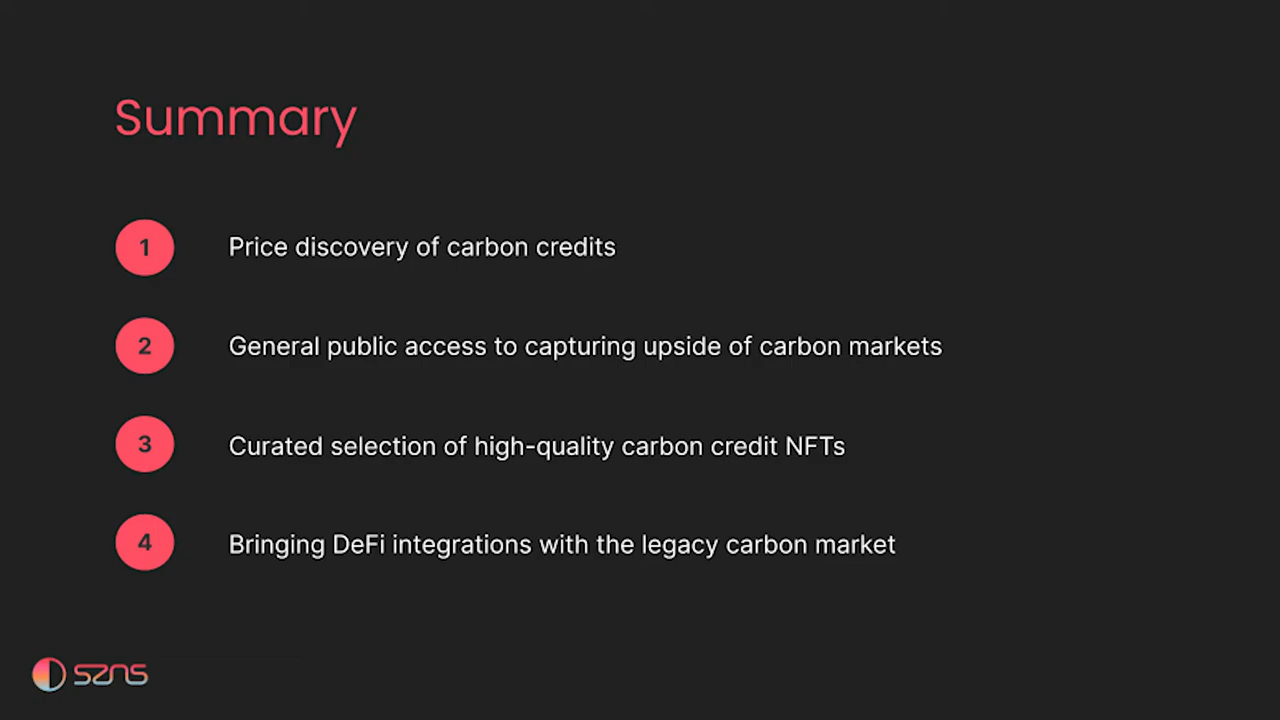 Summary
1
Price discovery of carbon credits
2
General public access to capturing upside of carbon markets
3
Curated selection of high-quality carbon credit NFTs
4
Bringing DeFi integrations with the legacy carbon market
szns